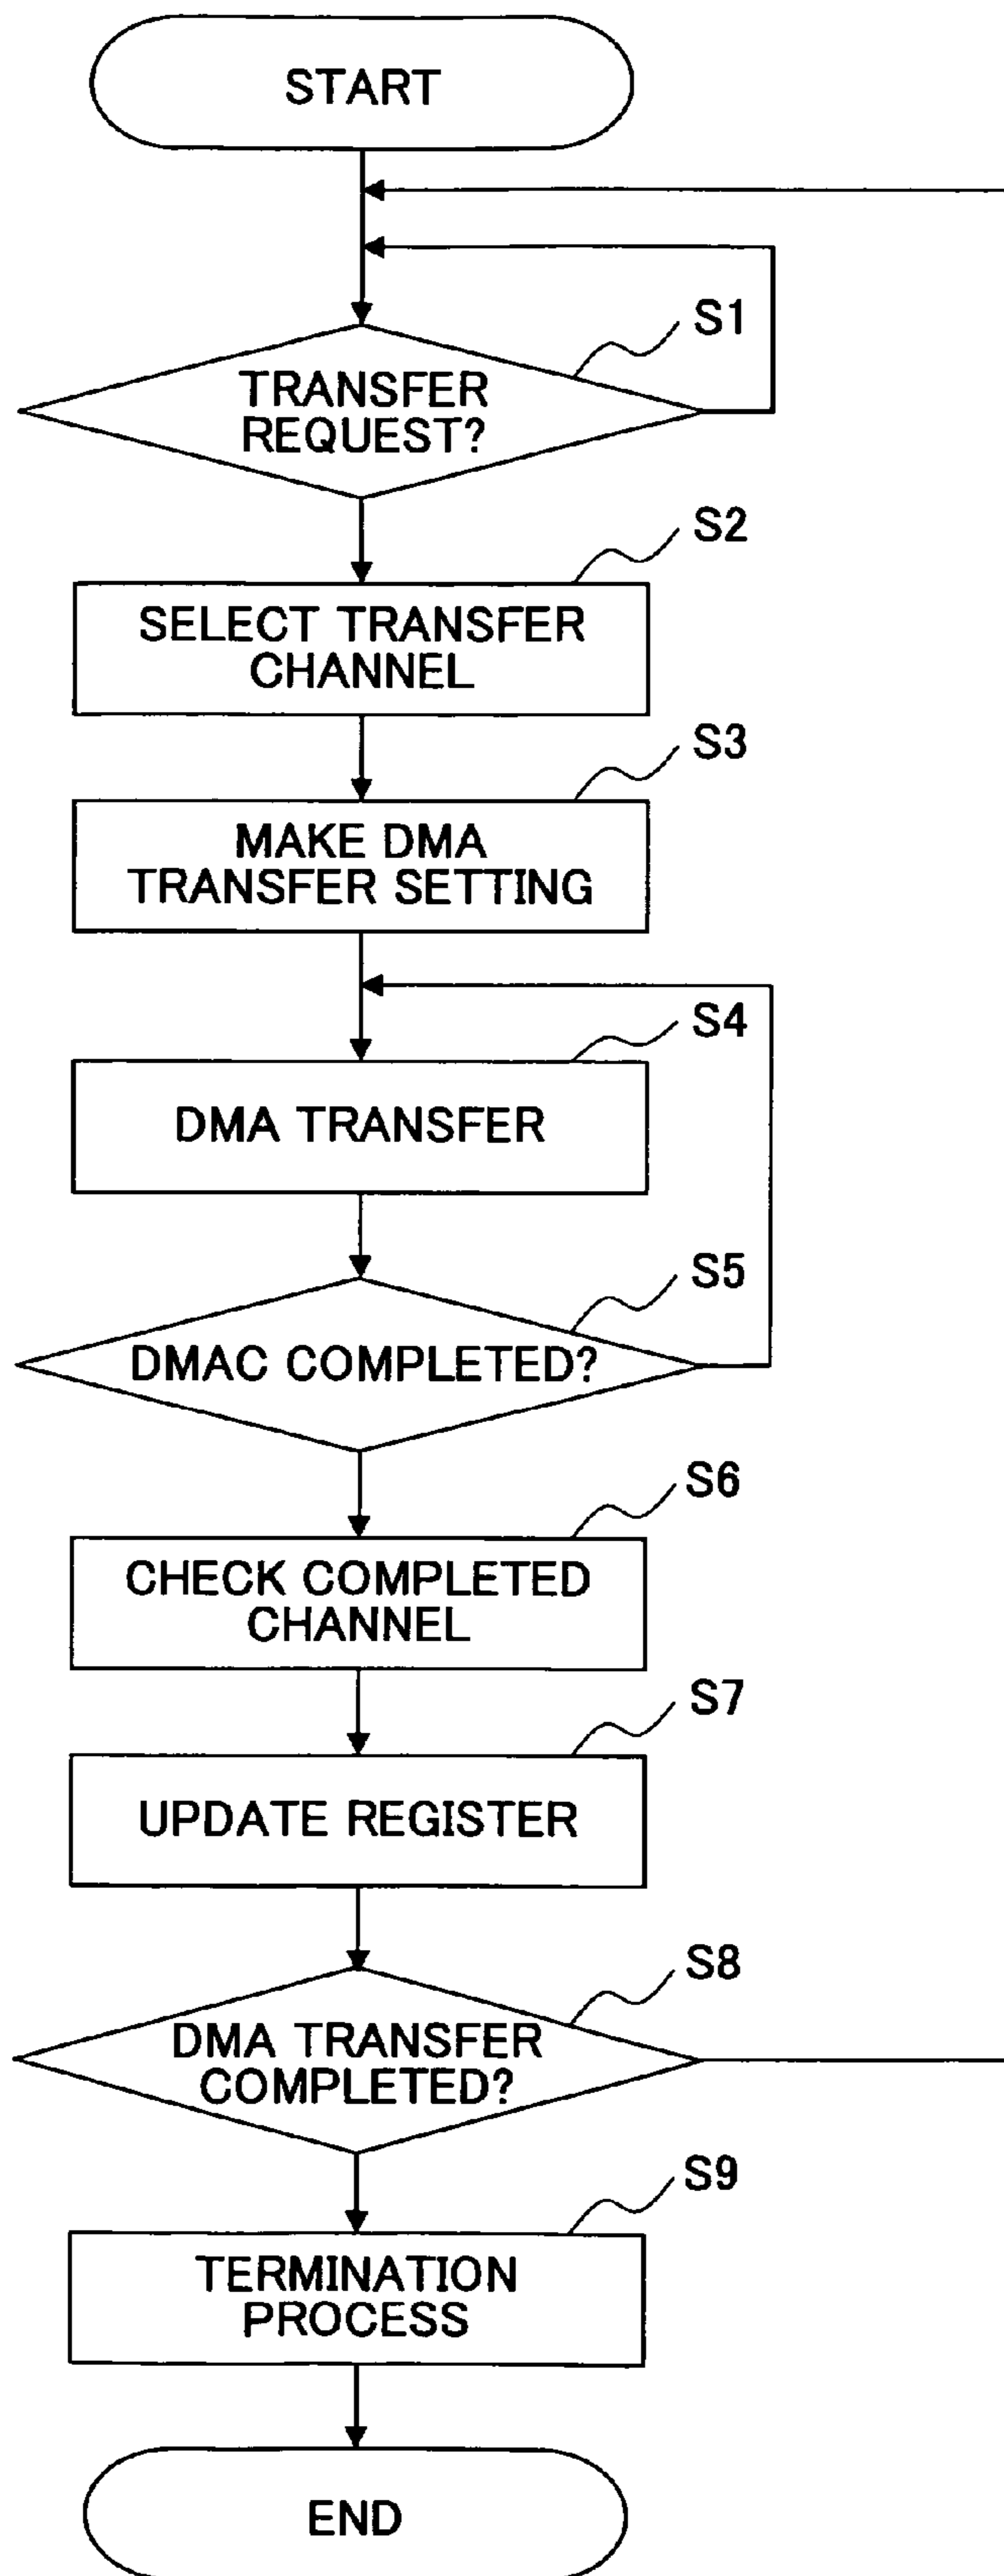 START
S1
TRANSFER
REQUEST?
S2
SELECT TRANSFER
CHANNEL
S3
MAKE DMA
TRANSFER SETTING
S4
DMA TRANSFER
S5
DMAC COMPLETED?
S6
CHECK COMPLETED
CHANNEL
S7
UPDATE REGISTER
S8
DMA TRANSFER
COMPLETED?
S9
TERMINATION
PROCESS
END